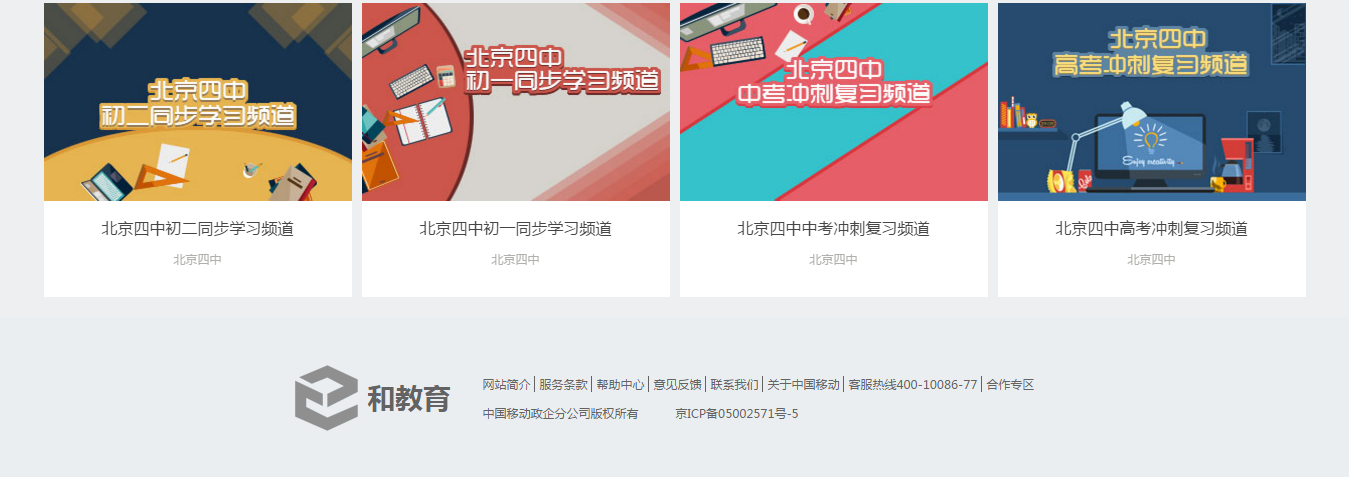 北京四中
初二同步学习频道
北京四中
初一同步学习频道
北京四中
中考冲刺复习频道
北京四中
高考冲刺复习频道
Enjoy creativity
北京四中初二同步学习频道
北京四中初一同步学习频道
北京四中中考冲刺复习频道
北京四中高考冲刺复习频道
北京四中
北京四中
北京四中
北京四中
和教育
网站简介│服务条款│帮助中心│意见反馈│联系我们│关于中国移动│客服热线400-10086-77│合作专区
中国移动政企分公司版权所有 京ICP备05002571号-5